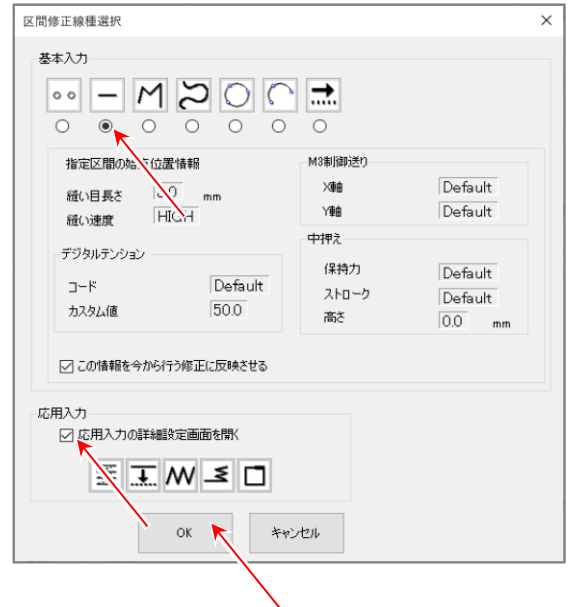 区間修正線種選択
基本入力
指定区間の始点位置情報
縫い目長さ 3.0 mm
縫い速度 HIGH
M3制御送り
X軸 Default
Y軸 Default
デジタルテンション
コード Default
カスタム値 50.0
中押え
保持力 Default
ストローク Default
高さ 0.0 mm
この情報を今から行う修正に反映させる
応用入力
応用入力の詳細設定画面を開く
OK キャンセル